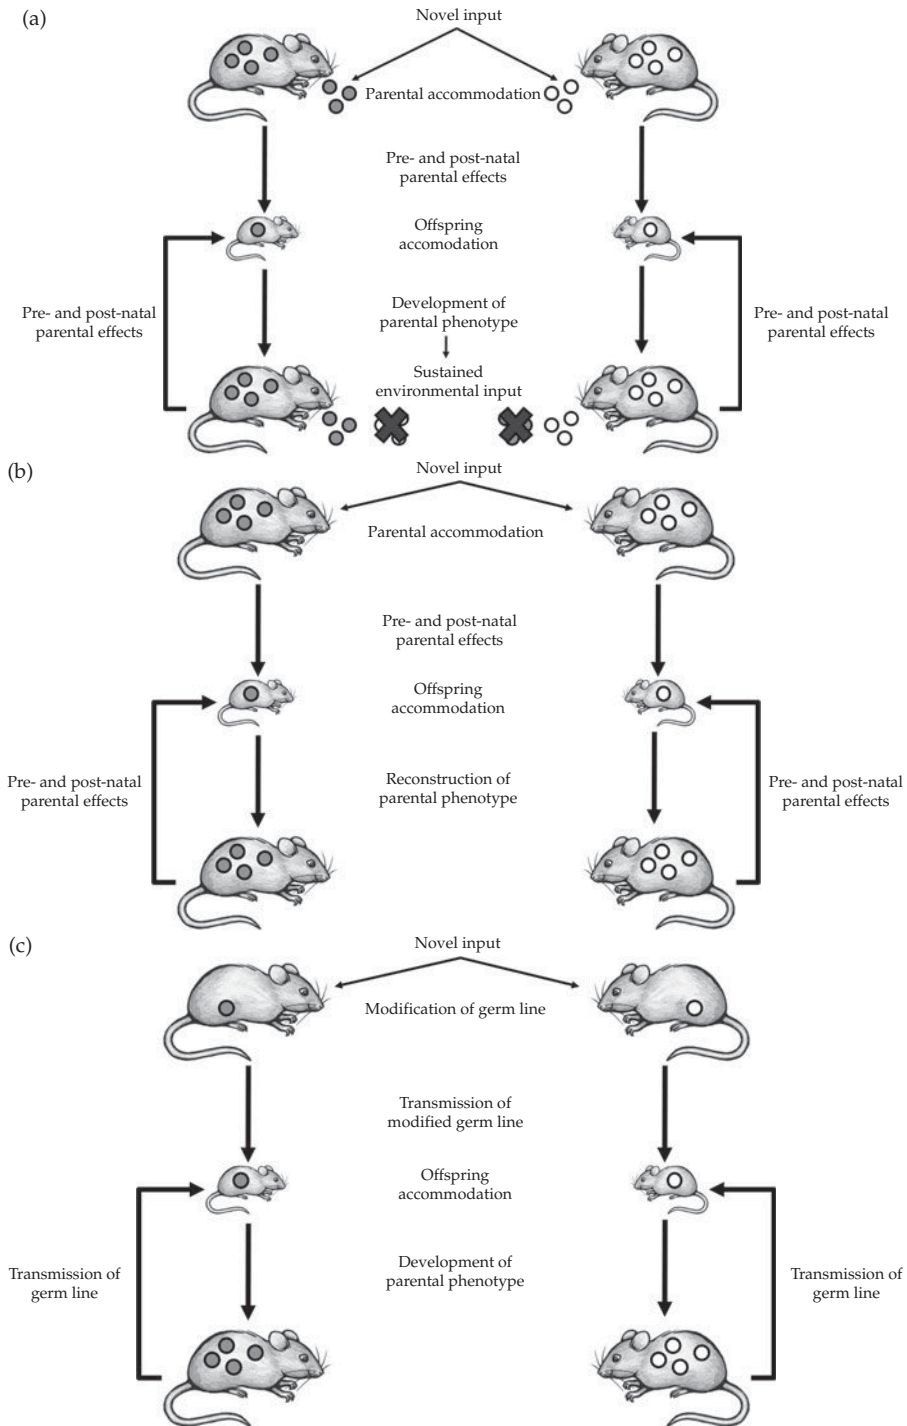 (a)
Novel input
Parental accommodation
Pre- and post-natal
parental effects
Offspring
accomodation
Pre- and post-natal
parental effects
Development of
parental phenotype
Pre- and post-natal
parental effects
Sustained
environmental input
(b)
Novel input
Parental accommodation
Pre- and post-natal
parental effects
Offspring
accommodation
Pre- and post-natal
parental effects
Reconstruction of
parental phenotype
Pre- and post-natal
parental effects
(c)
Novel input
Modification of germ line
Transmission of
modified germ line
Offspring
accommodation
Transmission of
germ line
Development of
parental phenotype
Transmission of
germ line